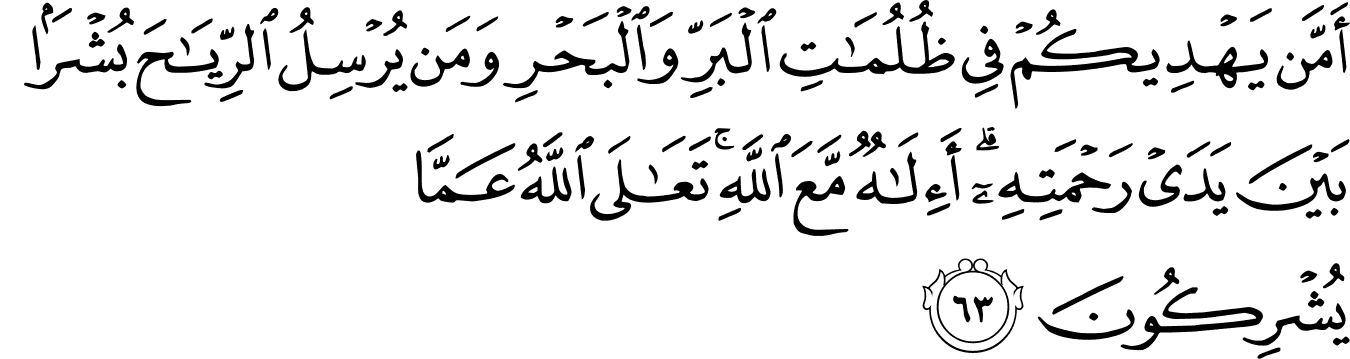 أَمَّن يَهۡدِيكُمۡ فِي ظُلُمَٰتِ ٱلۡبَرِّ وَٱلۡبَحۡرِ وَمَن يُرۡسِلُ ٱلرِّيَٰحَ بُشۡرَۢا
بَيۡنَ يَدَيۡ رَحۡمَتِهِۦٓۗ أَءِلَٰهٞ مَّعَ ٱللَّهِۚ تَعَٰلَى ٱللَّهُ عَمَّا
يُشۡرِكُونَ ٦٣